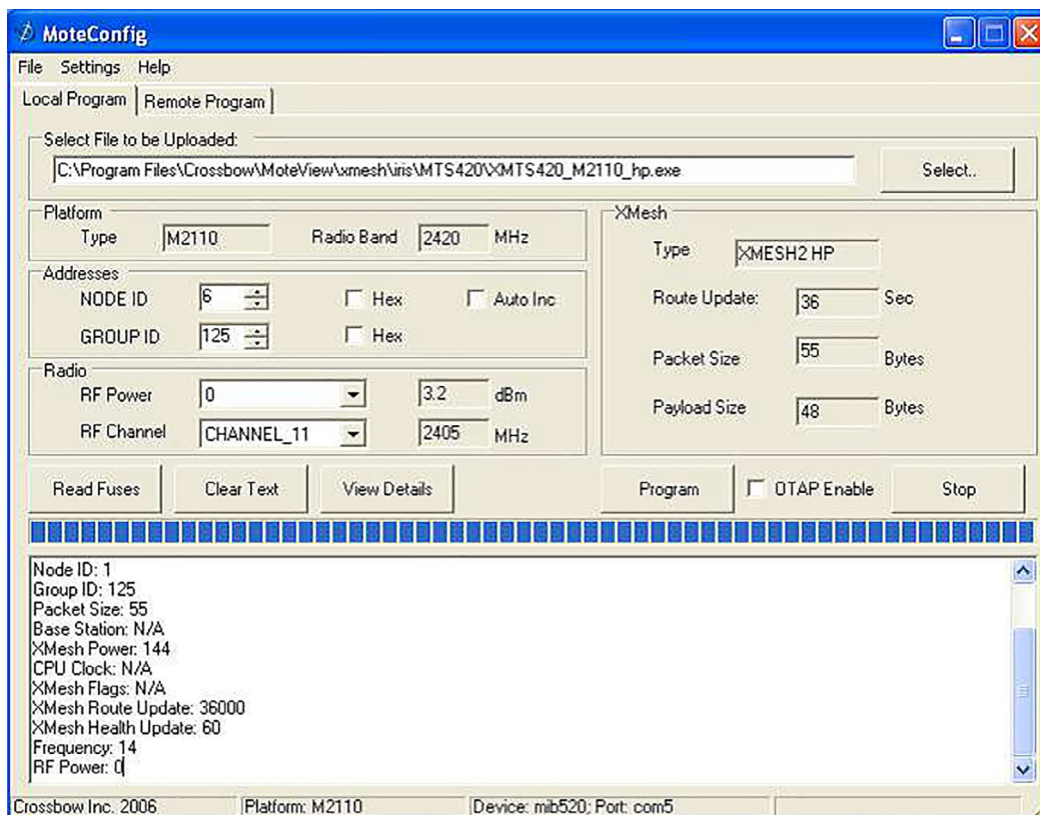 MoteConfig
File Settings Help
Local Program Remote Program
Select File to be Uploaded:
C:\Program Files\Crossbow\MoteView\xmesh\iris\MTS420\XMTS420_M2110_hp.exe Select..
Platform
Type M2110 Radio Band 2420 MHz
Addresses
NODE ID 6 Hex Auto Inc
GROUP ID 125 Hex
Radio
RF Power 0 3.2 dBm
RF Channel CHANNEL_11 2405 MHz
XMesh
Type XMESH2 HP
Route Update: 36 Sec
Packet Size 55 Bytes
Payload Size 48 Bytes
Read Fuses Clear Text View Details Program OTAP Enable Stop
Node ID: 1
Group ID: 125
Packet Size: 55
Base Station: N/A
XMesh Power: 144
CPU Clock: N/A
XMesh Flags: N/A
XMesh Route Update: 36000
XMesh Health Update: 60
Frequency: 14
RF Power: 0
Crossbow Inc. 2006 Platform: M2110 Device: mib520; Port: com5